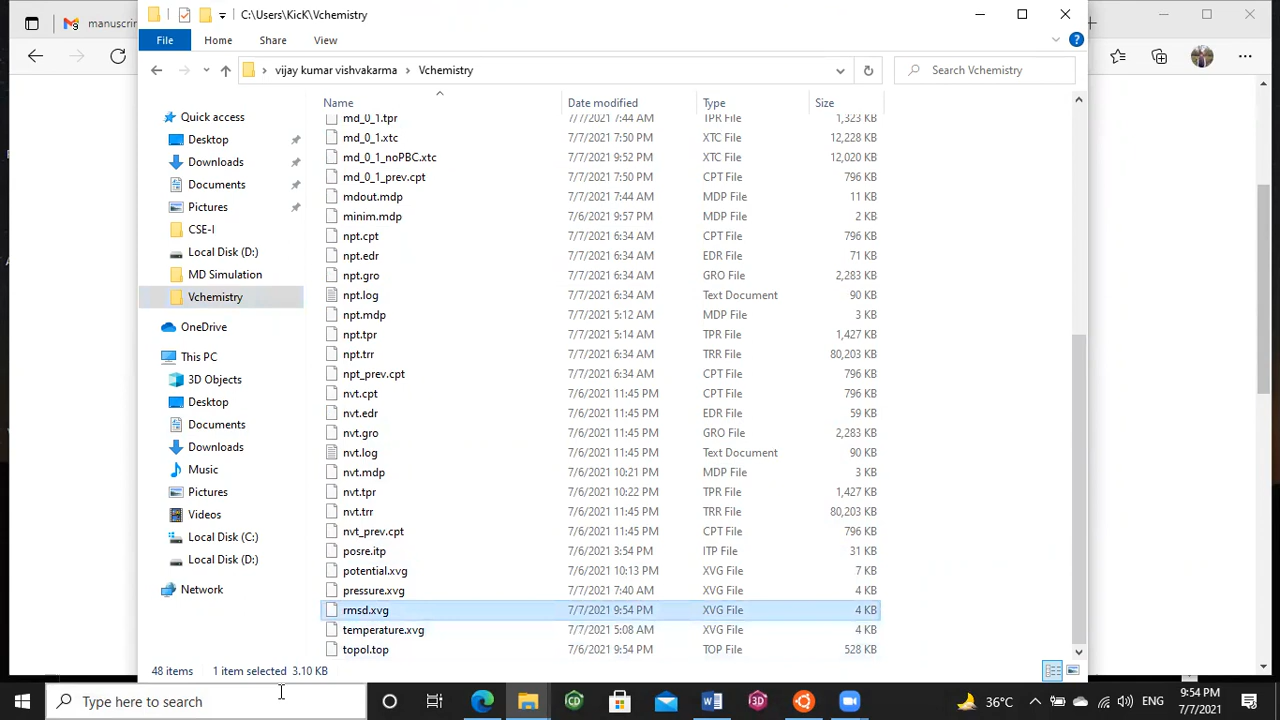 manuscrip
C:\Users\KicK\Vchemistry
File Home Share View
vijay kumar vishvakarma > Vchemistry
Search Vchemistry
Name Date modified Type Size
Quick access
Desktop
Downloads
Documents
Pictures
CSE-I
Local Disk (D:)
MD Simulation
Vchemistry
OneDrive
This PC
3D Objects
Desktop
Documents
Downloads
Music
Pictures
Videos
Local Disk (C:)
Local Disk (D:)
Network
md_0_1.tpr 7/7/2021 7:44 AM TPR File 1,323 KB
md_0_1.xtc 7/7/2021 7:50 PM XTC File 12,228 KB
md_0_1_noPBC.xtc 7/7/2021 9:52 PM XTC File 12,020 KB
md_0_1_prev.cpt 7/7/2021 7:50 PM CPT File 796 KB
mdout.mdp 7/7/2021 7:44 AM MDP File 11 KB
minim.mdp 7/6/2021 9:57 PM MDP File 2 KB
npt.cpt 7/7/2021 6:34 AM CPT File 796 KB
npt.edr 7/7/2021 6:34 AM EDR File 71 KB
npt.gro 7/7/2021 6:34 AM GRO File 2,283 KB
npt.log 7/7/2021 6:34 AM Text Document 90 KB
npt.mdp 7/7/2021 5:12 AM MDP File 3 KB
npt.tpr 7/7/2021 5:14 AM TPR File 1,427 KB
npt.trr 7/7/2021 6:34 AM TRR File 80,203 KB
npt_prev.cpt 7/7/2021 6:34 AM CPT File 796 KB
nvt.cpt 7/6/2021 11:45 PM CPT File 796 KB
nvt.edr 7/6/2021 11:45 PM EDR File 59 KB
nvt.gro 7/6/2021 11:45 PM GRO File 2,283 KB
nvt.log 7/6/2021 11:45 PM Text Document 90 KB
nvt.mdp 7/6/2021 10:21 PM MDP File 3 KB
nvt.tpr 7/6/2021 10:22 PM TPR File 1,427 KB
nvt.trr 7/6/2021 11:45 PM TRR File 80,203 KB
nvt_prev.cpt 7/6/2021 11:45 PM CPT File 796 KB
posre.itp 7/6/2021 3:54 PM ITP File 31 KB
potential.xvg 7/6/2021 10:13 PM XVG File 7 KB
pressure.xvg 7/7/2021 7:40 AM XVG File 4 KB
rmsd.xvg 7/7/2021 9:54 PM XVG File 4 KB
temperature.xvg 7/7/2021 5:08 AM XVG File 4 KB
topol.top 7/6/2021 9:54 PM TOP File 528 KB
48 items 1 item selected 3.10 KB
Type here to search
36°C
ENG
9:54 PM
7/7/2021